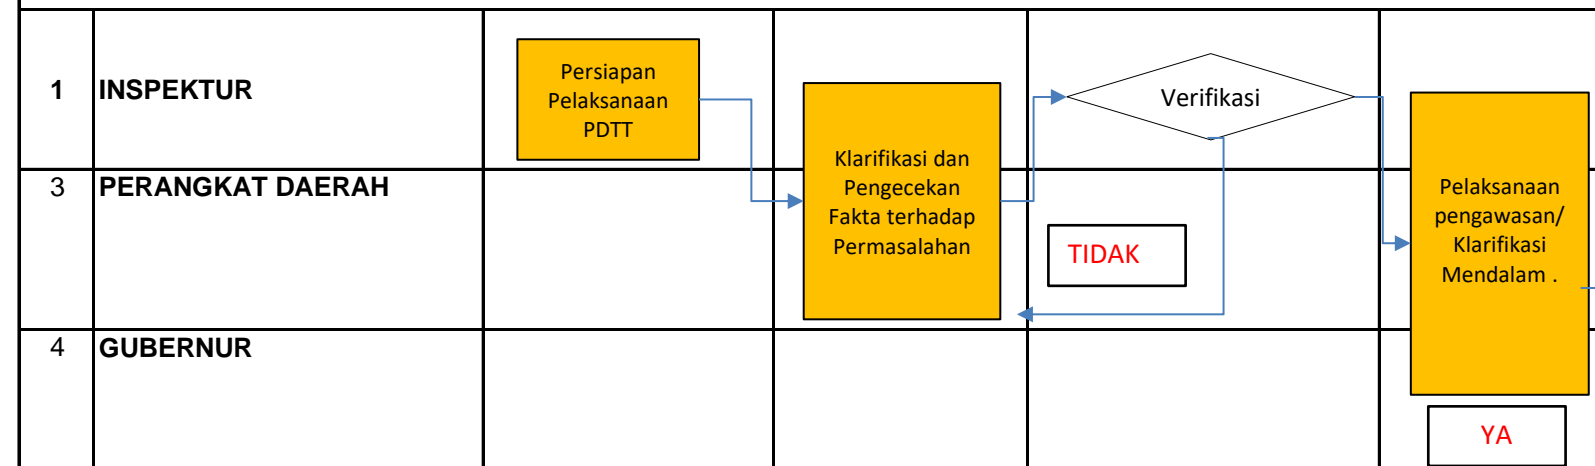 1
INSPEKTUR
Persiapan
Pelaksanaan
PDTT
Klarifikasi dan
Pengecekan
Fakta terhadap
Permasalahan
Verifikasi
Pelaksanaan
pengawasan/
Klarifikasi
Mendalam .
3
PERANGKAT DAERAH
TIDAK
4
GUBERNUR
YA